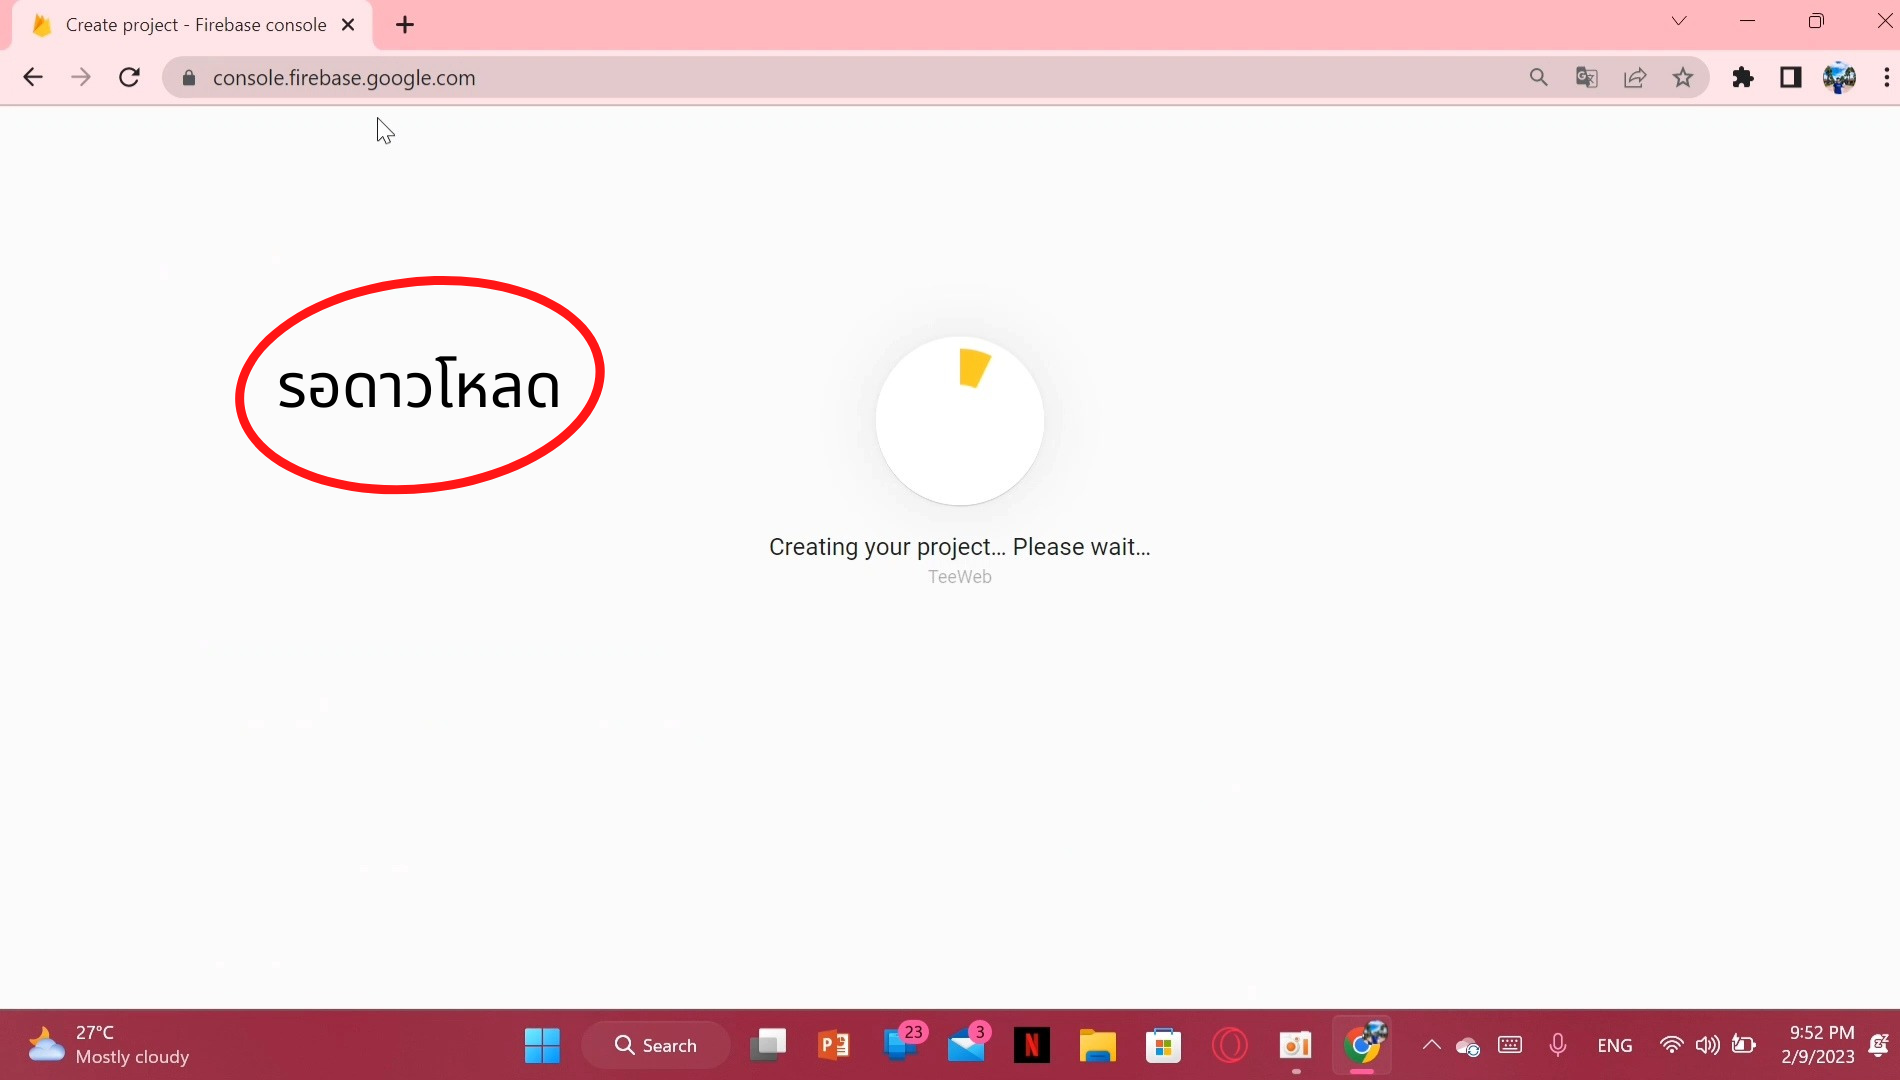 Create project - Firebase console
console.firebase.google.com
รอดาวโหลด
Creating your project... Please wait...
TeeWeb
27°C
Mostly cloudy
Search
23
3
ENG
9:52 PM
2/9/2023